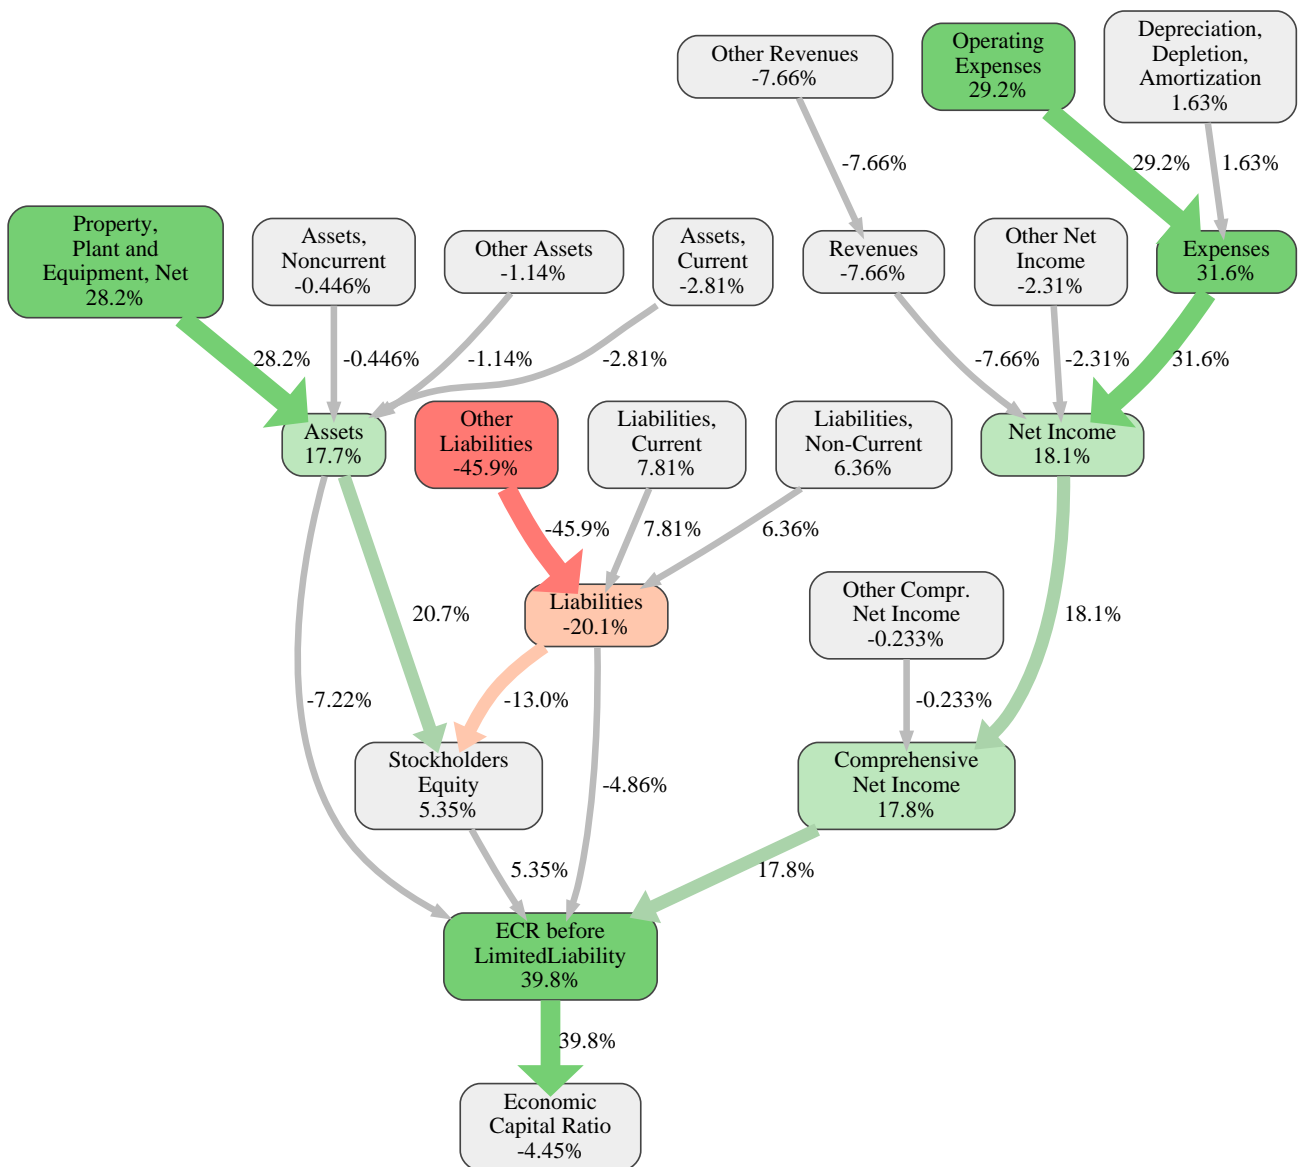 Other Revenues
-7.66%
Operating
Expenses
29.2%
Depreciation,
Depletion,
Amortization
1.63%
-7.66%
29.2%
1.63%
Property,
Plant and
Equipment, Net
28.2%
Assets,
Noncurrent
-0.446%
Other Assets
-1.14%
Assets,
Current
-2.81%
Revenues
-7.66%
Other Net
Income
-2.31%
Expenses
31.6%
28.2%
-0.446%
-1.14%
-2.81%
-7.66%
-2.31%
31.6%
Assets
17.7%
Other
Liabilities
-45.9%
Liabilities,
Current
7.81%
Liabilities,
Non-Current
6.36%
Net Income
18.1%
-45.9%
7.81%
6.36%
Liabilities
-20.1%
Other Compr.
Net Income
-0.233%
20.7%
18.1%
-7.22%
-13.0%
-0.233%
Stockholders
Equity
5.35%
-4.86%
Comprehensive
Net Income
17.8%
5.35%
17.8%
ECR before
LimitedLiability
39.8%
39.8%
Economic
Capital Ratio
-4.45%